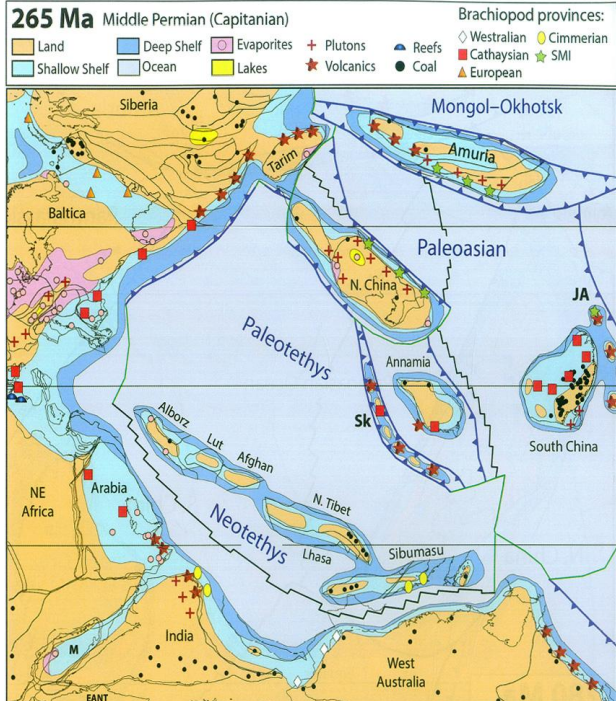 265 Ma Middle Permian (Capitanian)
Brachiopod provinces:
Land Deep Shelf Evaporites Plutons Reefs Westralian Cimmerian
Shallow Shelf Ocean Lakes Volcanics Coal Cathaysian SMI
European
Siberia
Mongol–Okhotsk
Tarim
Amuria
Baltica
Paleoasian
N. China
JA
Paleotethys
Annamia
Alborz
Sk
Lut
South China
Afghan
NE
Africa
Arabia
N. Tibet
Neotethys
Lhasa
Sibumasu
India
M
West
Australia
EANT